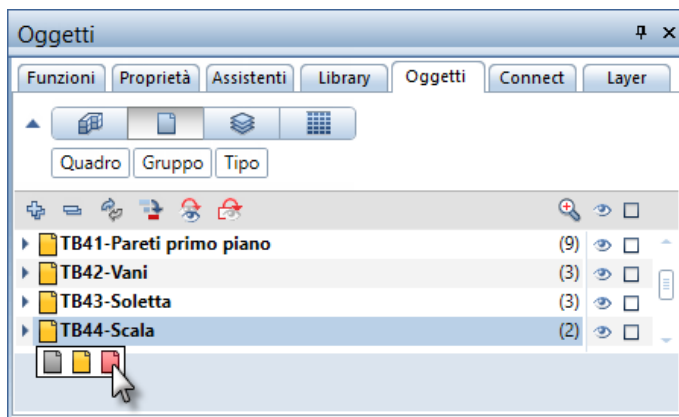 Oggetti
Funzioni Proprietà Assistenti Library Oggetti Connect Layer
Quadro Gruppo Tipo
TB41-Pareti primo piano (9)
TB42-Vani (3)
TB43-Soletta (3)
TB44-Scala (2)